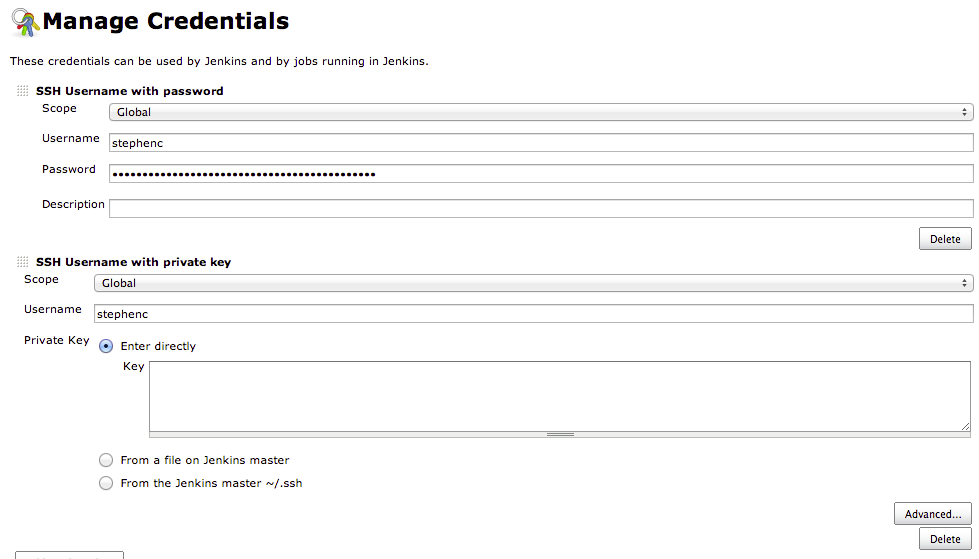 Manage Credentials
These credentials can be used by Jenkins and by jobs running in Jenkins.
SSH Username with password
Scope Global
Username stephenc
Password ••••••••••••••••••••••••••••••••••••••••••••
Description
Delete
SSH Username with private key
Scope Global
Username stephenc
Private Key Enter directly
Key
From a file on Jenkins master
From the Jenkins master ~/.ssh
Advanced...
Delete